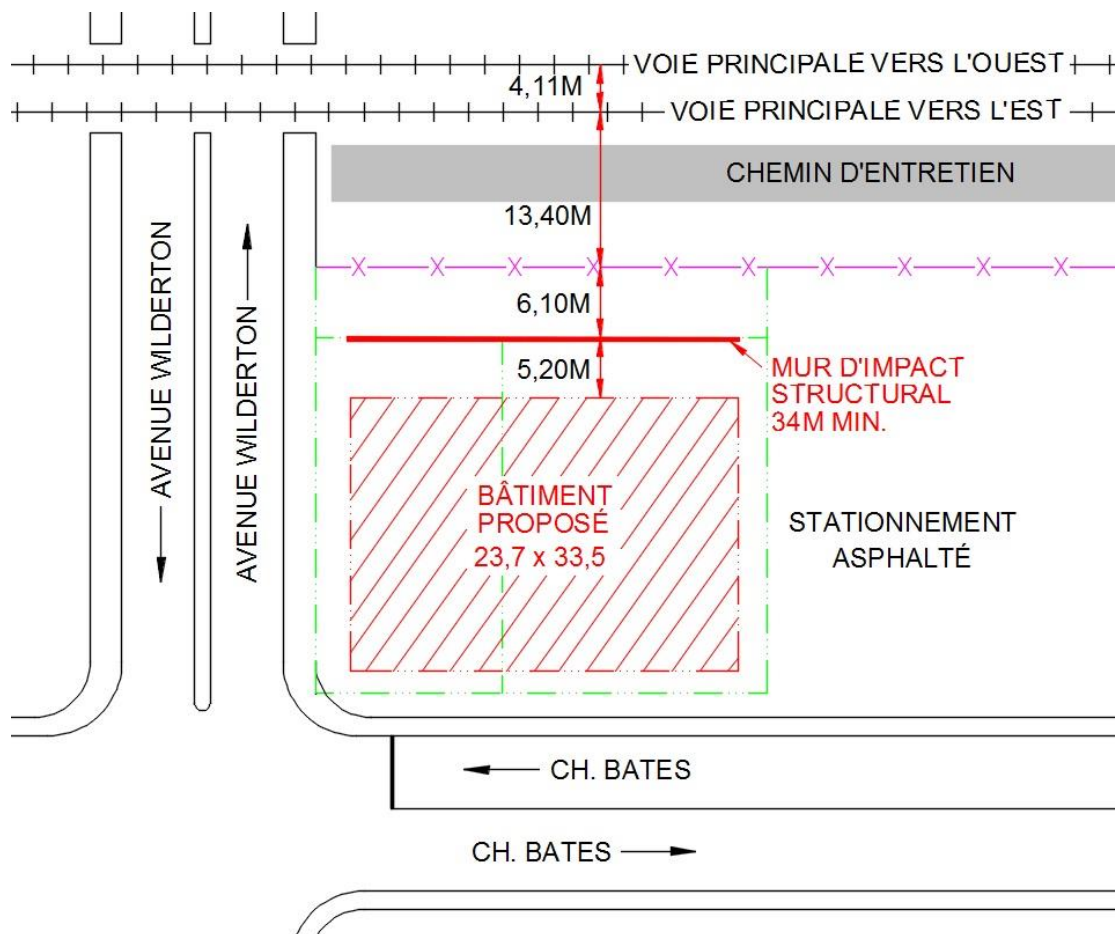 VOIE PRINCIPALE VERS L'OUEST
4,11M
VOIE PRINCIPALE VERS L'EST
CHEMIN D'ENTRETIEN
13,40M
AVENUE WILDERTON
AVENUE WILDERTON
6,10M
5,20M
MUR D'IMPACT
STRUCTURAL
34M MIN.
BÂTIMENT
PROPOSÉ
23,7 x 33,5
STATIONNEMENT
ASPHALTÉ
CH. BATES
CH. BATES